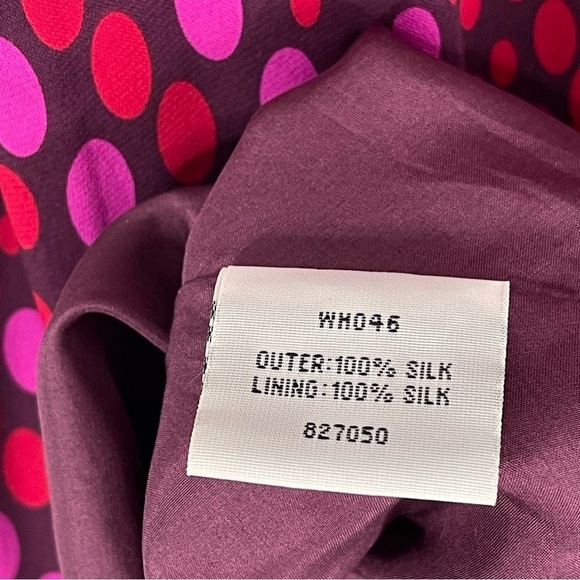 WH046
OUTER:100% SILK
LINING:100% SILK
827050